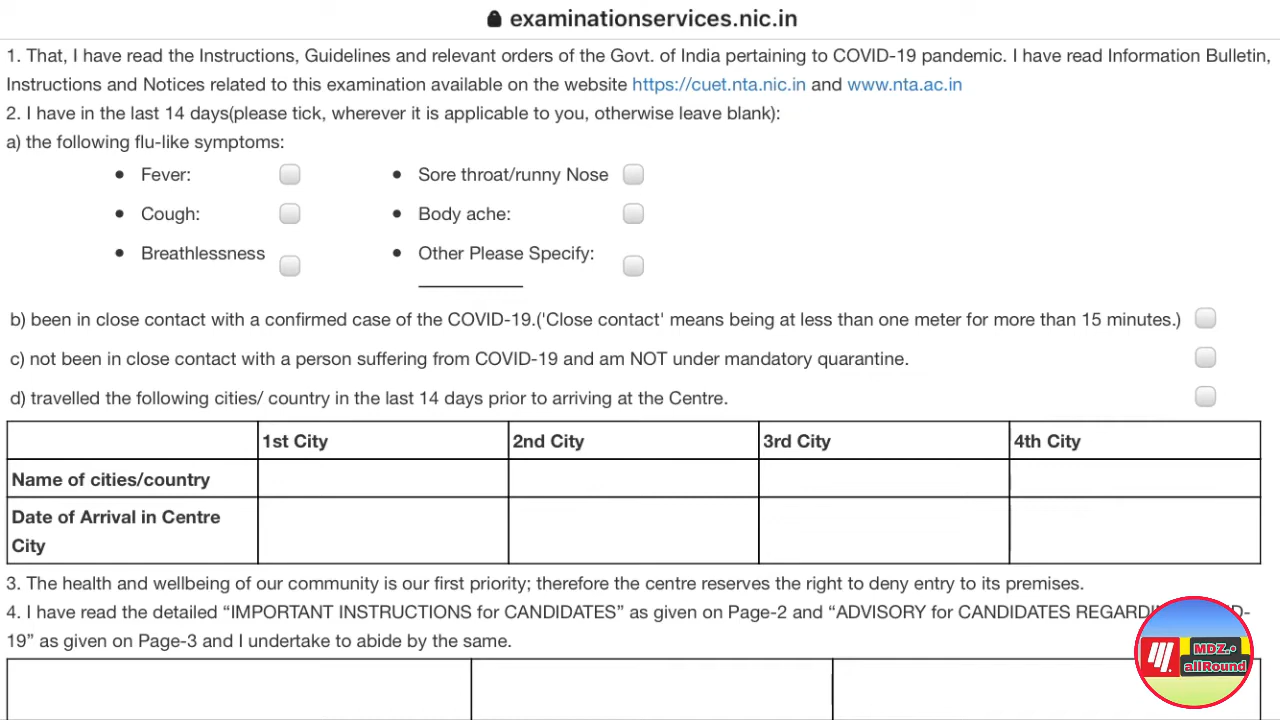 examinationservices.nic.in
1. That, I have read the Instructions, Guidelines and relevant orders of the Govt. of India pertaining to COVID-19 pandemic. I have read Information Bulletin,
Instructions and Notices related to this examination available on the website https://cuet.nta.nic.in and www.nta.ac.in
2. I have in the last 14 days(please tick, wherever it is applicable to you, otherwise leave blank):
a) the following flu-like symptoms:
• Fever: • Sore throat/runny Nose
• Cough: • Body ache:
• Breathlessness • Other Please Specify:
b) been in close contact with a confirmed case of the COVID-19.('Close contact' means being at less than one meter for more than 15 minutes.)
c) not been in close contact with a person suffering from COVID-19 and am NOT under mandatory quarantine.
d) travelled the following cities/ country in the last 14 days prior to arriving at the Centre.
1st City 2nd City 3rd City 4th City
Name of cities/country
Date of Arrival in Centre
City
3. The health and wellbeing of our community is our first priority; therefore the centre reserves the right to deny entry to its premises.
4. I have read the detailed “IMPORTANT INSTRUCTIONS for CANDIDATES” as given on Page-2 and “ADVISORY for CANDIDATES
19” as given on Page-3 and I undertake to abide by the same.
MDZ.
allRound